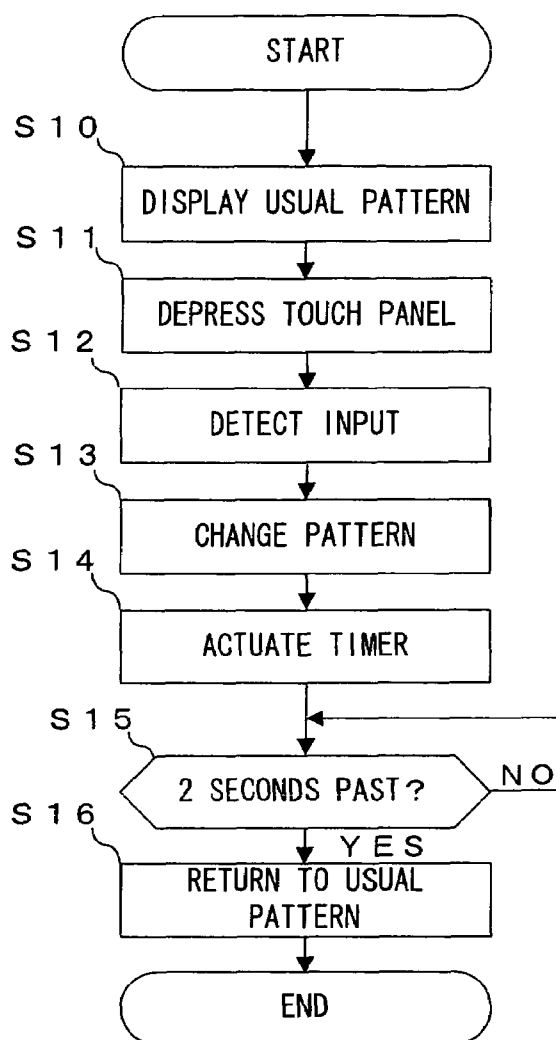 START
S10
DISPLAY USUAL PATTERN
S11
DEPRESS TOUCH PANEL
S12
DETECT INPUT
S13
CHANGE PATTERN
S14
ACTUATE TIMER
S15
2 SECONDS PAST?
NO
YES
S16
RETURN TO USUAL
PATTERN
END